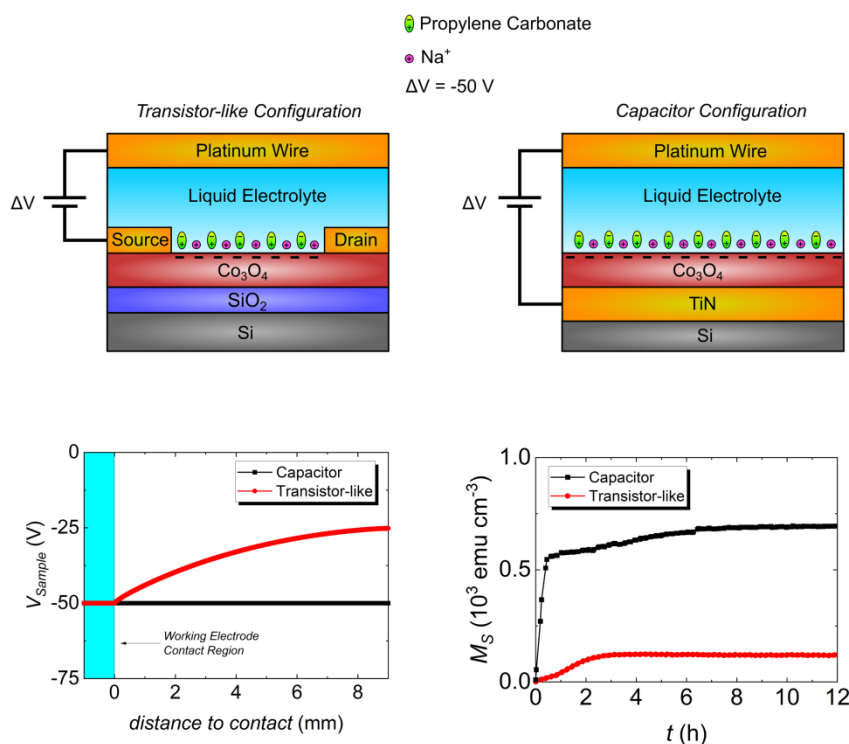 Propylene Carbonate
Na⁺
ΔV = -50 V
Transistor-like Configuration
Platinum Wire
Liquid Electrolyte
ΔV
Source
Drain
Co₃O₄
SiO₂
Si
Capacitor Configuration
Platinum Wire
Liquid Electrolyte
ΔV
Co₃O₄
TiN
Si
V_Sample (V)
0
-25
-50
-75
Capacitor
Transistor-like
Working Electrode
Contact Region
0 2 4 6 8
distance to contact (mm)
M_S (10³ emu cm⁻³)
1.0
0.5
0.0
Capacitor
Transistor-like
0 2 4 6 8 10 12
t (h)